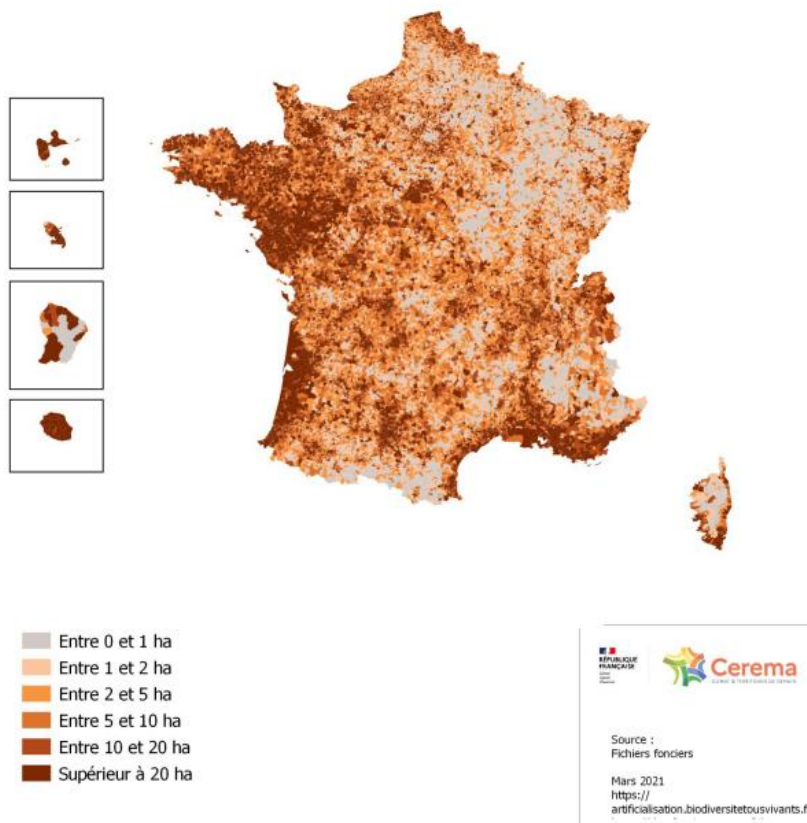 Entre 0 et 1 ha
Entre 1 et 2 ha
Entre 2 et 5 ha
Entre 5 et 10 ha
Entre 10 et 20 ha
Supérieur à 20 ha
RÉPUBLIQUE
FRANÇAISE
Cerema
Source :
Fichiers fonciers
Mars 2021
https://
artificialisation.biodiversitetousvivants.f